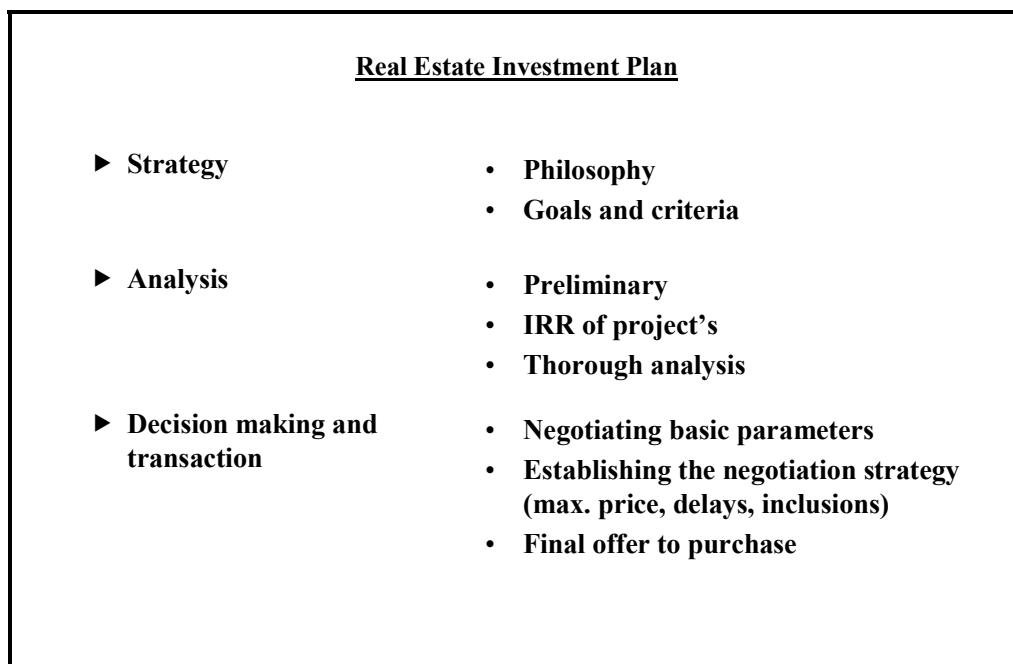 Real Estate Investment Plan
▶ Strategy
• Philosophy
• Goals and criteria
▶ Analysis
• Preliminary
• IRR of project’s
• Thorough analysis
▶ Decision making and
transaction
• Negotiating basic parameters
• Establishing the negotiation strategy
(max. price, delays, inclusions)
• Final offer to purchase